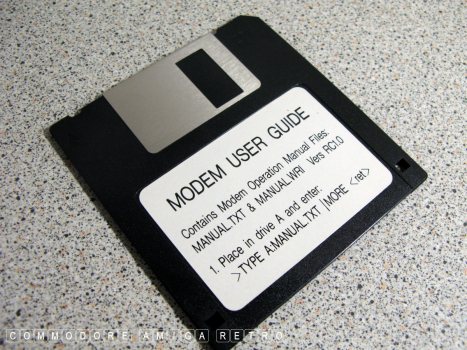 MODEM USER GUIDE
Contains Modem Operation Manual Files:
MANUAL.TXT & MANUAL.WRI Vers RC1.0
1. Place in drive A and enter:
>TYPE A:MANUAL.TXT |MORE <ret>
COMMODORE AMIGA RETRO